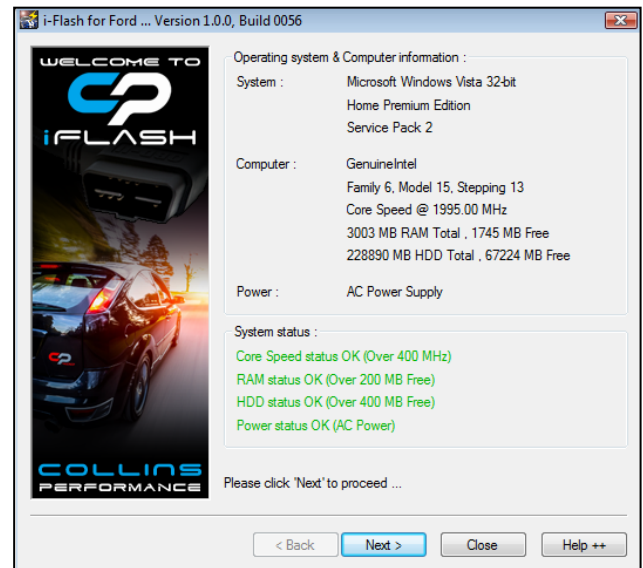 i-Flash for Ford ... Version 1.0.0, Build 0056
WELCOME TO
CP
iFLASH
CP
COLLINS
PERFORMANCE
Operating system & Computer information :
System : Microsoft Windows Vista 32-bit
Home Premium Edition
Service Pack 2
Computer : GenuineIntel
Family 6, Model 15, Stepping 13
Core Speed @ 1995.00 MHz
3003 MB RAM Total , 1745 MB Free
228890 MB HDD Total , 67224 MB Free
Power : AC Power Supply
System status :
Core Speed status OK (Over 400 MHz)
RAM status OK (Over 200 MB Free)
HDD status OK (Over 400 MB Free)
Power status OK (AC Power)
Please click 'Next' to proceed ...
< Back Next > Close Help ++